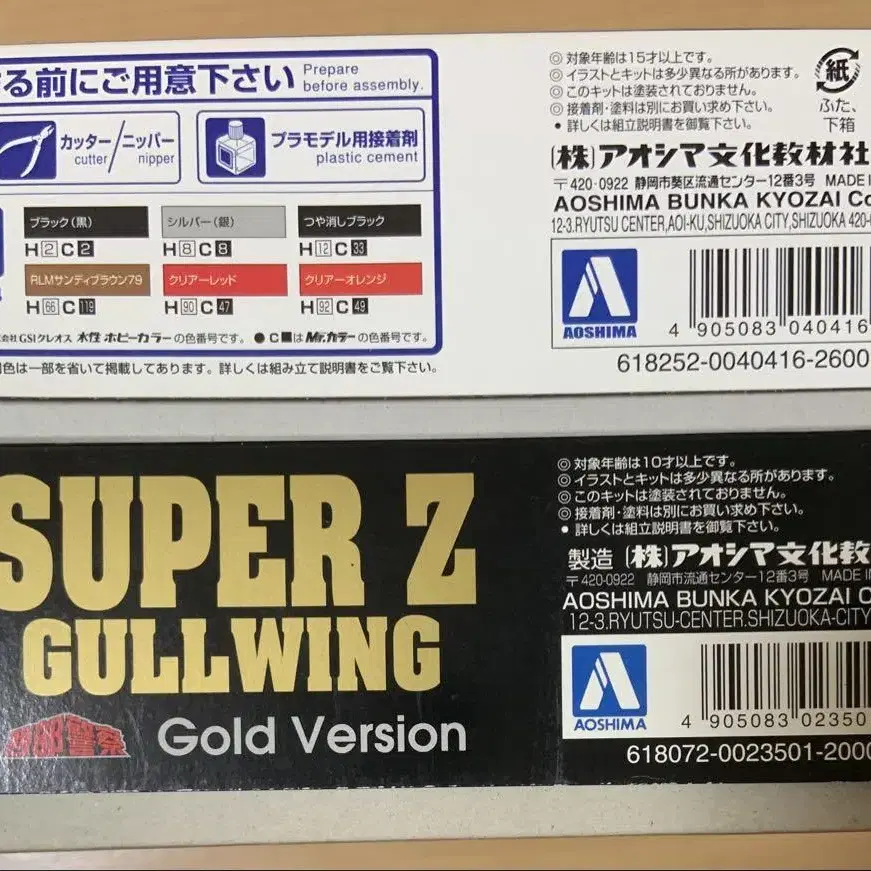 る前にご用意下さい Prepare before assembly.
カッター/ニッパー
cutter/nipper
プラモデル用接着剤
plastic cement
ブラック(黒) シルバー(銀) つや消しブラック
H2 C2 H8 C8 H12 C33
RLMサンディブラウン79 クリアーレッド クリアーオレンジ
H66 C119 H90 C47 H92 C49
会社GSIクレオス 水性ホビーカラーの色番号です。●C■はMr.カラーの色番号です。
色は一部を省いて掲載してあります。詳しくは組み立て説明書をご覧下さい。
◎対象年齢は15才以上です。
◎イラストとキットは多少異なる所があります。
◎このキットは塗装されておりません。
◎接着剤・塗料は別にお買い求め下さい。
●詳しくは組立説明書を御覧下さい。
紙
ふた、
下箱
(株)アオシマ文化教材社
〒420-0922 静岡市葵区流通センター12番3号 MADE I
AOSHIMA BUNKA KYOZAI Co
12-3.RYUTSU CENTER,AOI-KU,SHIZUOKA CITY,SHIZUOKA 420-
AOSHIMA
4 905083 040416
618252-0040416-2600
SUPER Z
GULLWING
西部警察
Gold Version
◎対象年齢は10才以上です。
◎イラストとキットは多少異なる所があります。
◎このキットは塗装されておりません。
◎接着剤・塗料は別にお買い求め下さい。
●詳しくは組立説明書を御覧下さい。
製造 (株)アオシマ文化教
〒420-0922 静岡市流通センター12番3号 MADE IN
AOSHIMA BUNKA KYOZAI C
12-3.RYUTSU-CENTER.SHIZUOKA-CITY
AOSHIMA
4 905083 02350
618072-0023501-2000